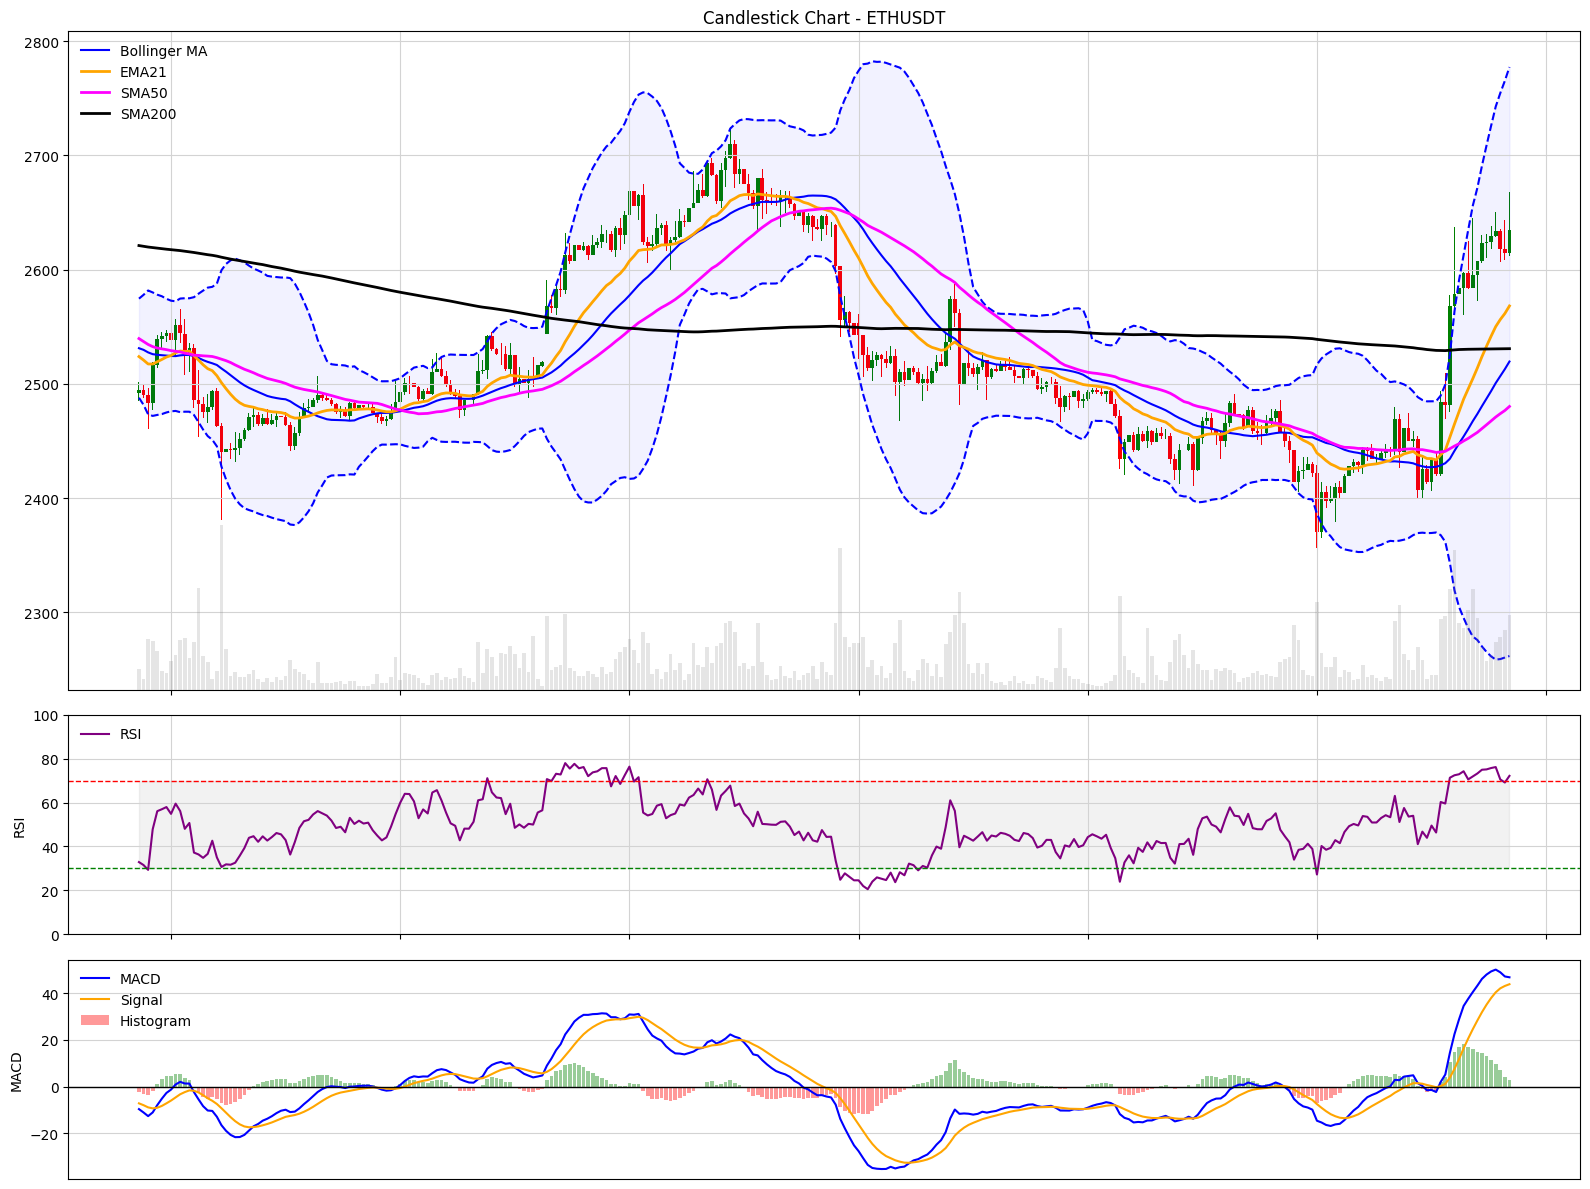 Candlestick Chart - ETHUSDT
2800
2700
2600
2500
2400
2300
Bollinger MA
EMA21
SMA50
SMA200
RSI
100
80
60
40
20
0
RSI
MACD
40
20
0
−20
MACD
Signal
Histogram